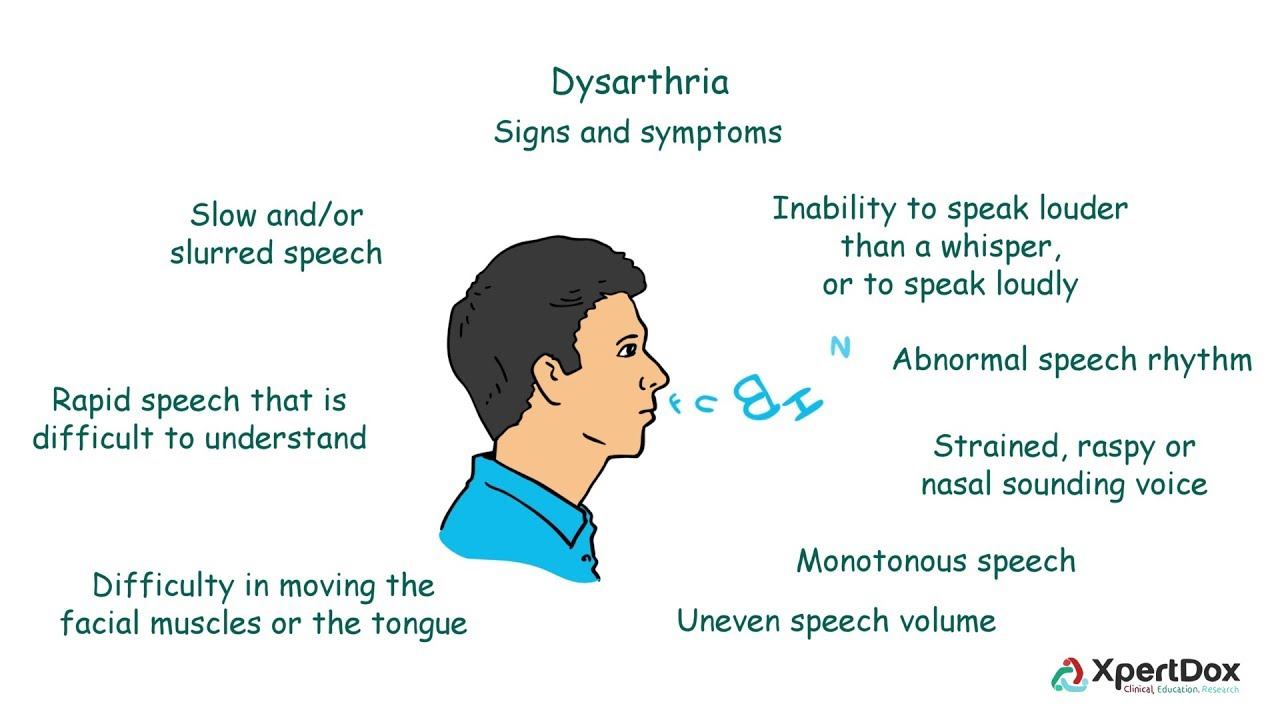 Dysarthria
Signs and symptoms
Slow and/or
slurred speech
Rapid speech that is
difficult to understand
Difficulty in moving the
facial muscles or the tongue
Inability to speak louder
than a whisper,
or to speak loudly
F C B H N
Abnormal speech rhythm
Strained, raspy or
nasal sounding voice
Monotonous speech
Uneven speech volume
XpertDox
Clinical, Education, Research